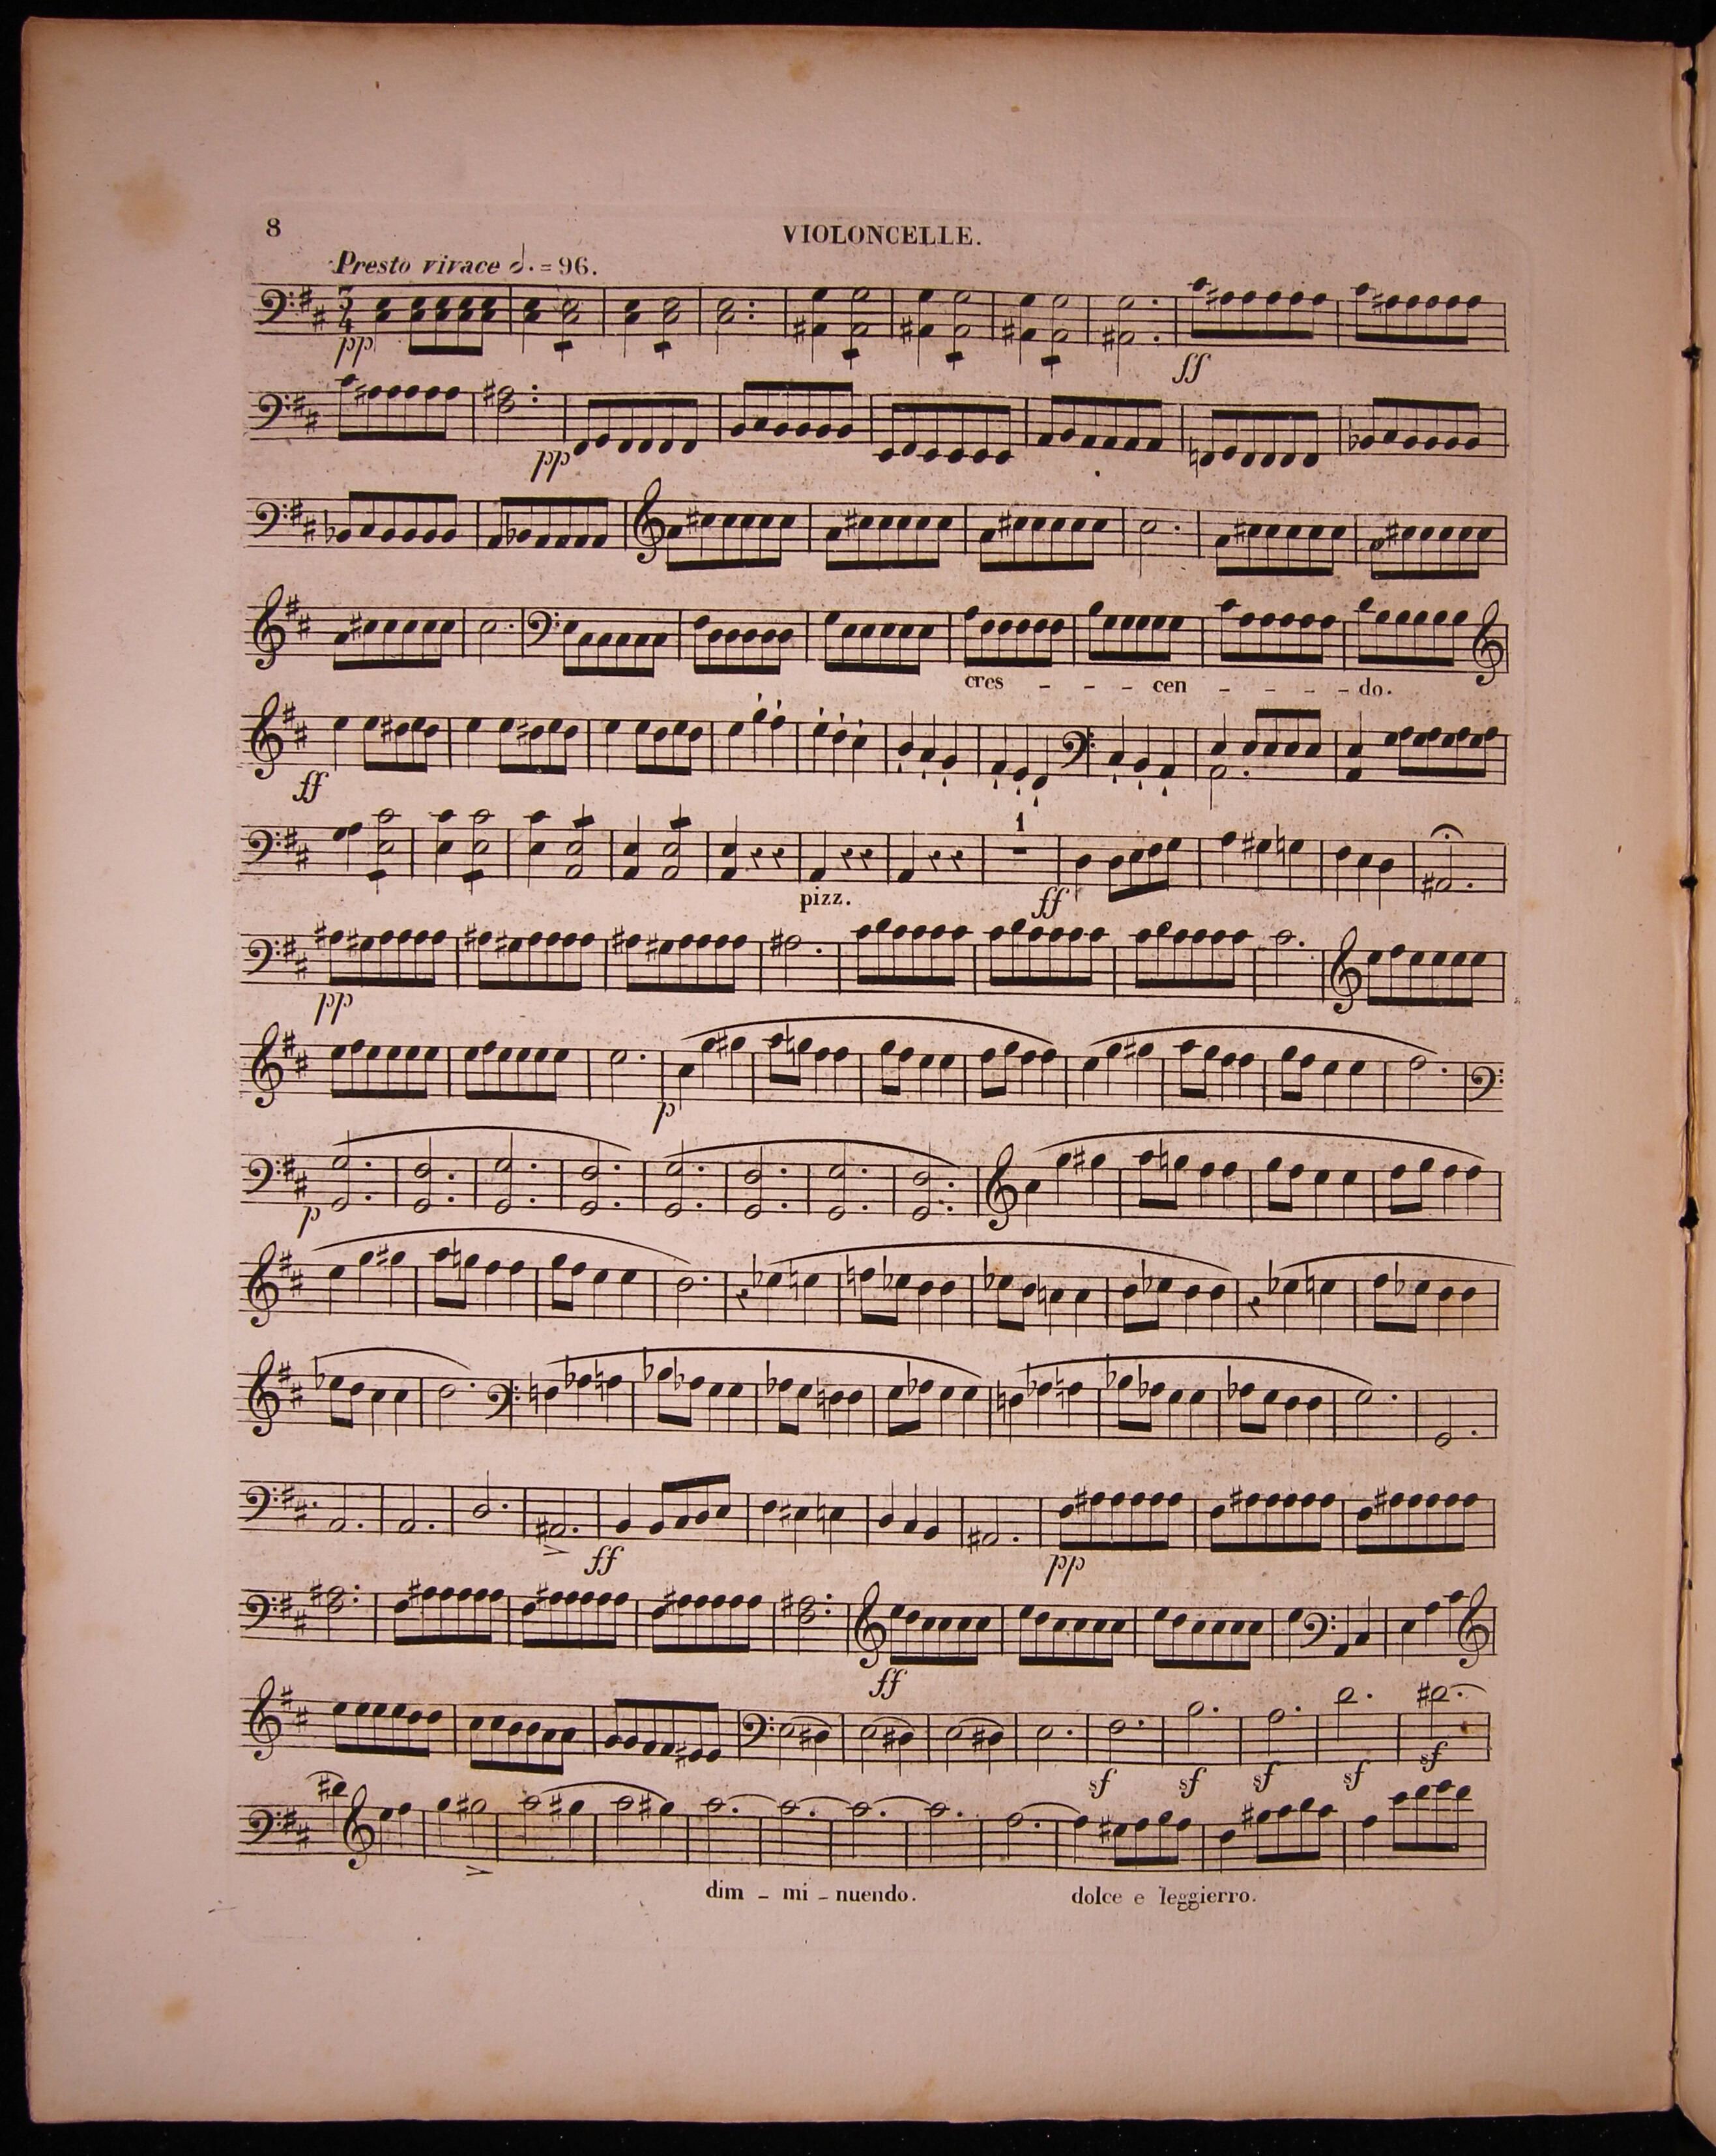 8
VIOLONCELLE.
Presto vivace 𝅗𝅥. = 96.
3
4
pp
ff
pp
cres - - - cen - - - - do.
ff
1
pizz.
ff
pp
p
p
ff
pp
ff
sf sf sf sf sf
dim - mi - nuendo.
dolce e leggierro.